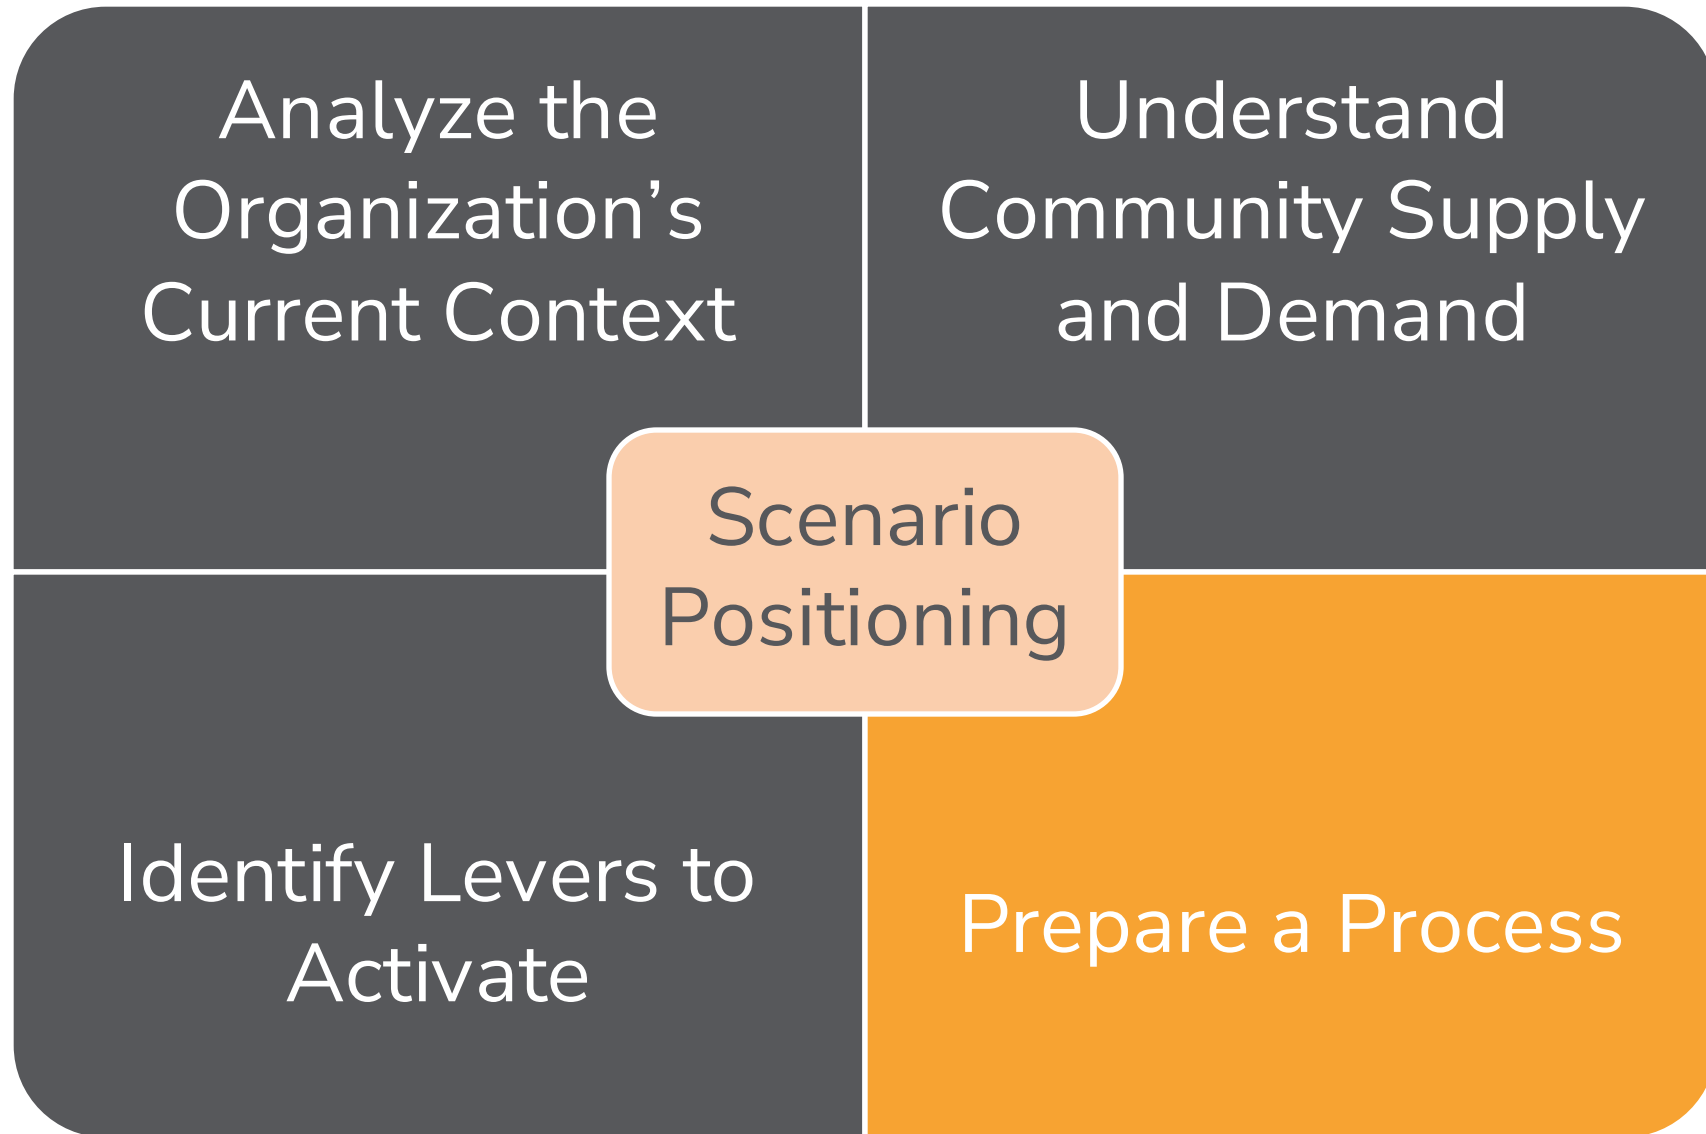 Analyze the
Organization’s
Current Context
Understand
Community Supply
and Demand
Scenario
Positioning
Identify Levers to
Activate
Prepare a Process